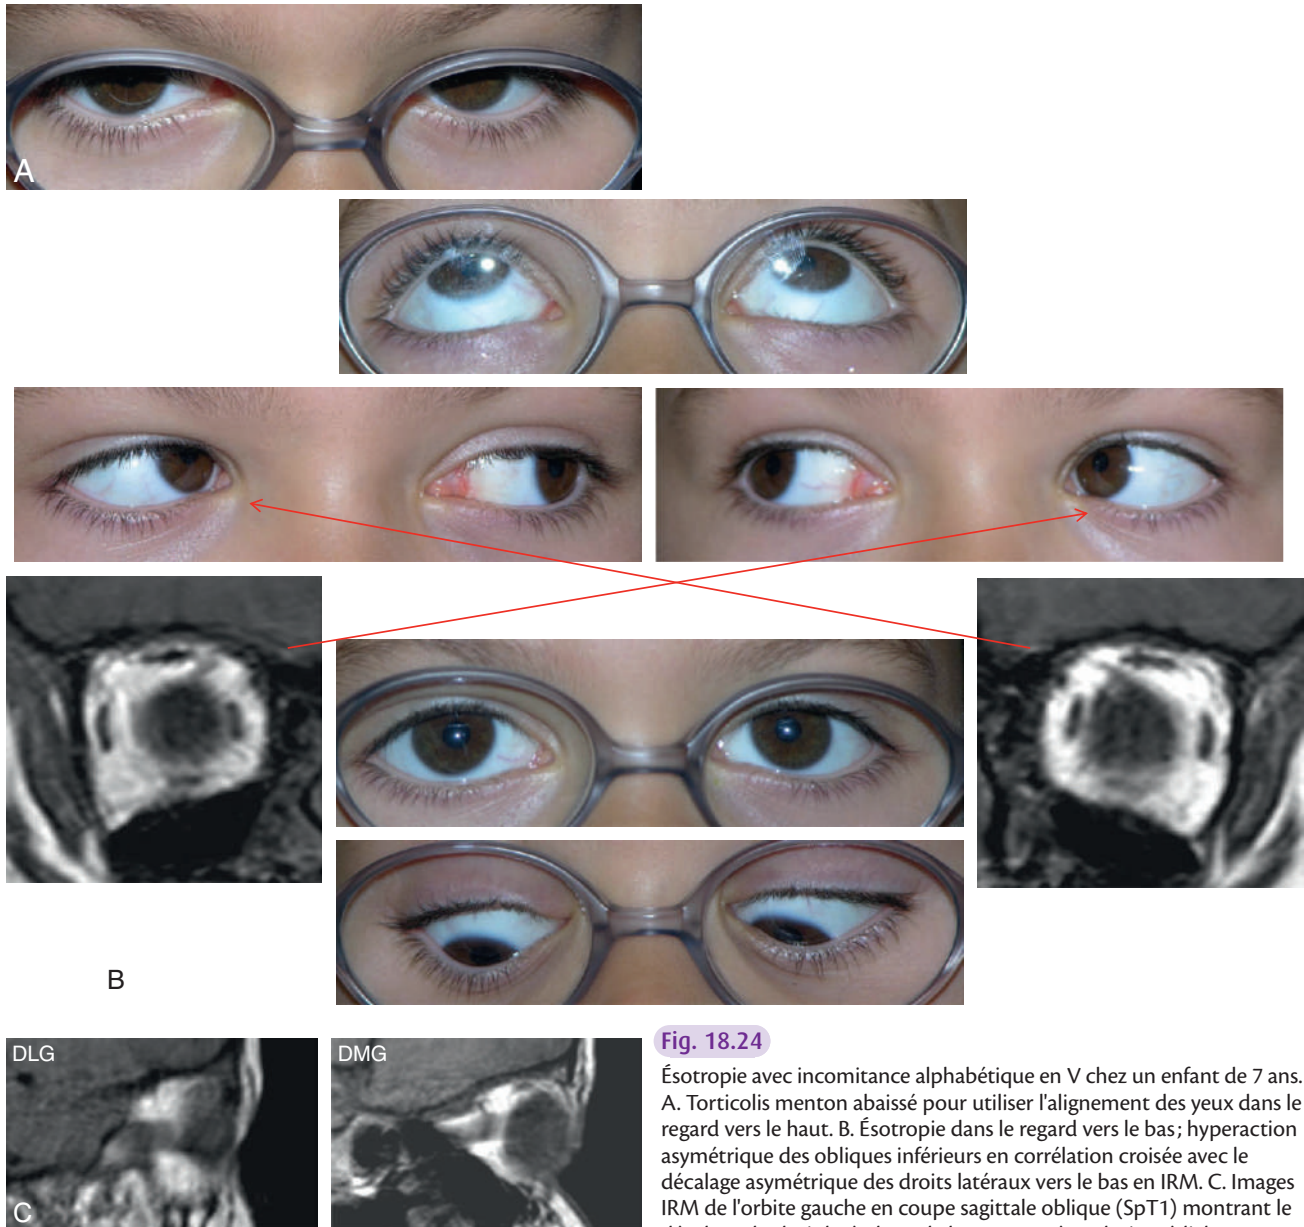 A
B
DLG
DMG
C
Fig. 18.24
Ésotropie avec incomitance alphabétique en V chez un enfant de 7 ans.
A. Torticolis menton abaissé pour utiliser l'alignement des yeux dans le
regard vers le haut. B. Ésotropie dans le regard vers le bas; hyperaction
asymétrique des obliques inférieurs en corrélation croisée avec le
décalage asymétrique des droits latéraux vers le bas en IRM. C. Images
IRM de l'orbite gauche en coupe sagittale oblique (SpT1) montrant le